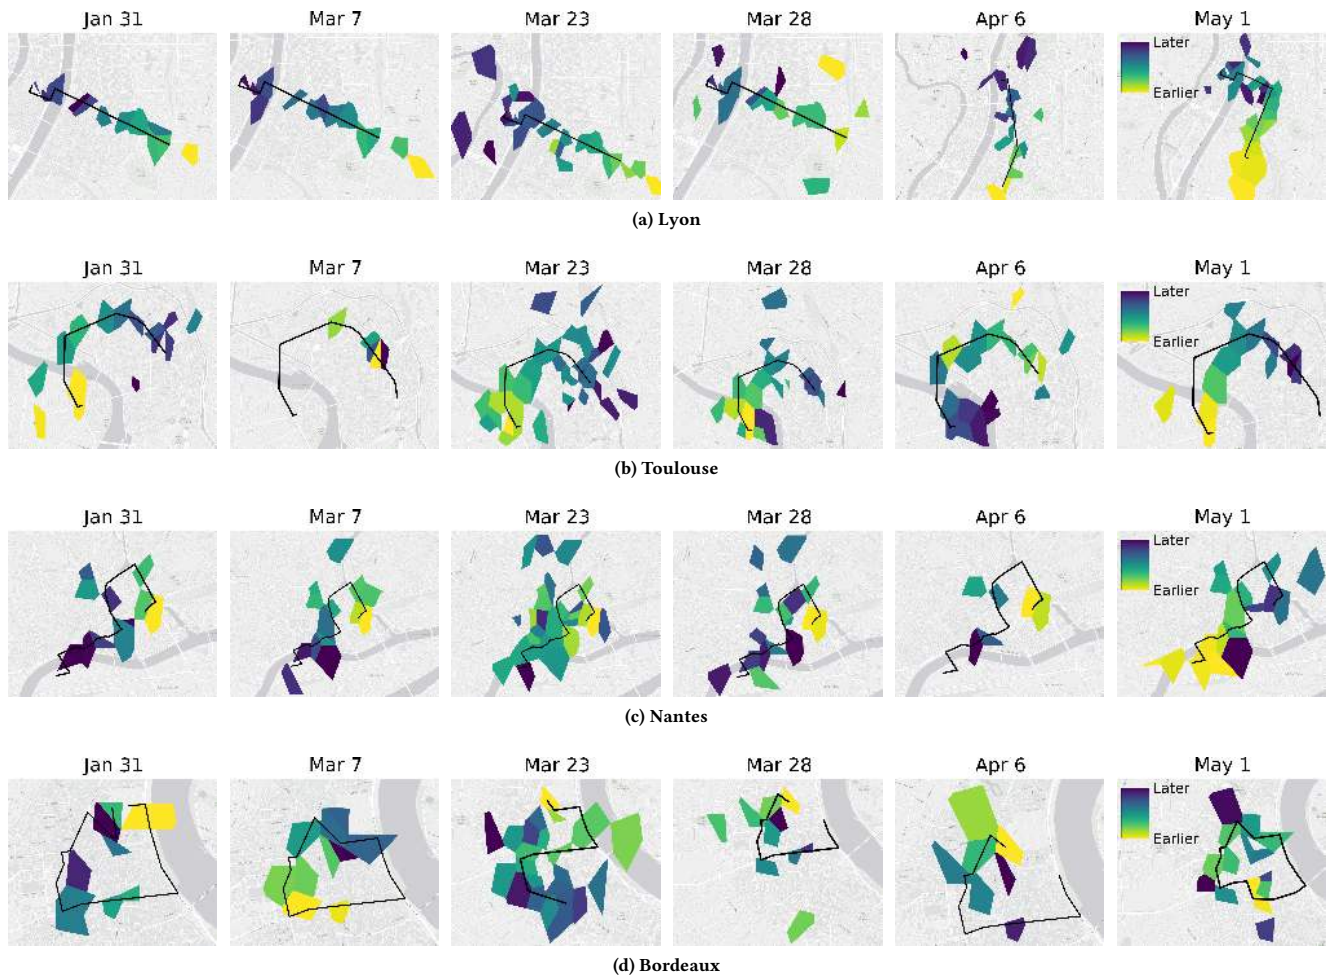 Jan 31
Mar 7
Mar 23
Mar 28
Apr 6
May 1
Later
Earlier
(a) Lyon
Jan 31
Mar 7
Mar 23
Mar 28
Apr 6
May 1
Later
Earlier
(b) Toulouse
Jan 31
Mar 7
Mar 23
Mar 28
Apr 6
May 1
Later
Earlier
(c) Nantes
Jan 31
Mar 7
Mar 23
Mar 28
Apr 6
May 1
Later
Earlier
(d) Bordeaux